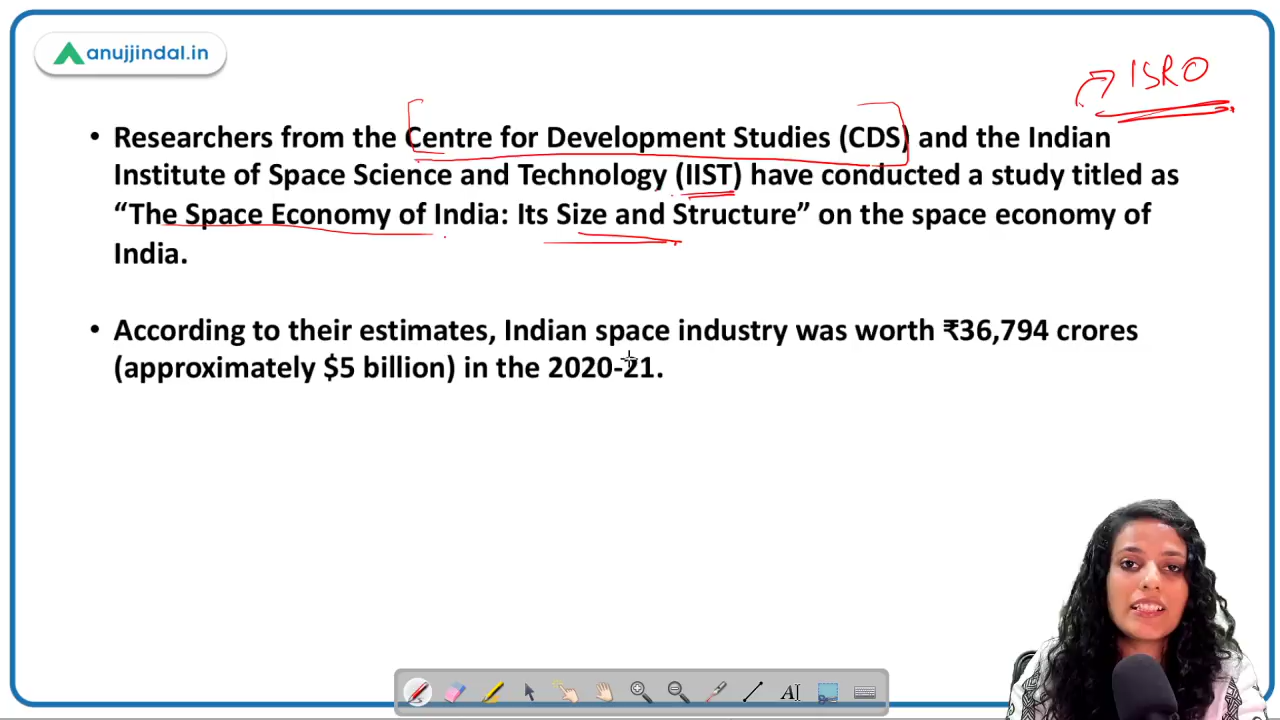 anujjindal.in
ISRO
• Researchers from the Centre for Development Studies (CDS) and the Indian
Institute of Space Science and Technology (IIST) have conducted a study titled as
“The Space Economy of India: Its Size and Structure” on the space economy of
India.
• According to their estimates, Indian space industry was worth ₹36,794 crores
(approximately $5 billion) in the 2020-21.
AI